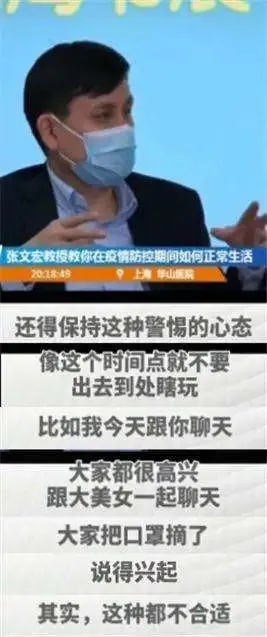 张文宏教授教你在疫情防控期间如何正常生活
20:18:49 上海 华山医院
还得保持这种警惕的心态
像这个时间点就不要
出去到处瞎玩
比如我今天跟你聊天
大家都很高兴
跟大美女一起聊天
大家把口罩摘了
说得兴起
其实，这种都不合适